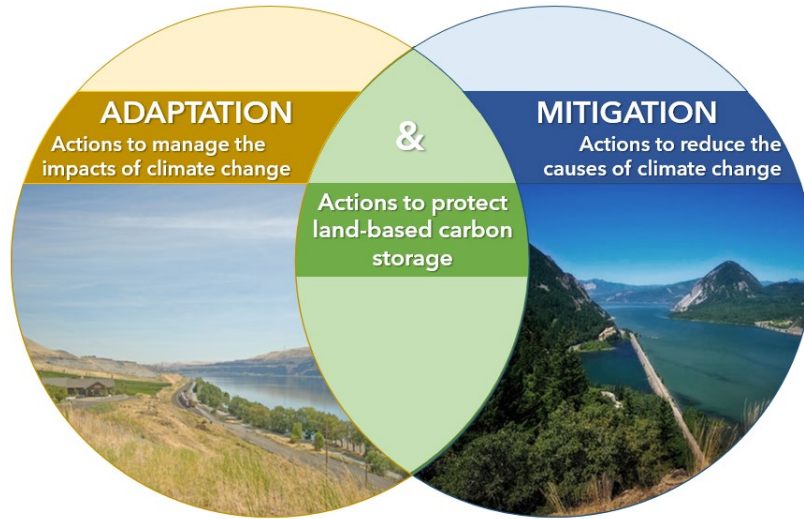 ADAPTATION
Actions to manage the
impacts of climate change
&
Actions to protect
land-based carbon
storage
MITIGATION
Actions to reduce the
causes of climate change